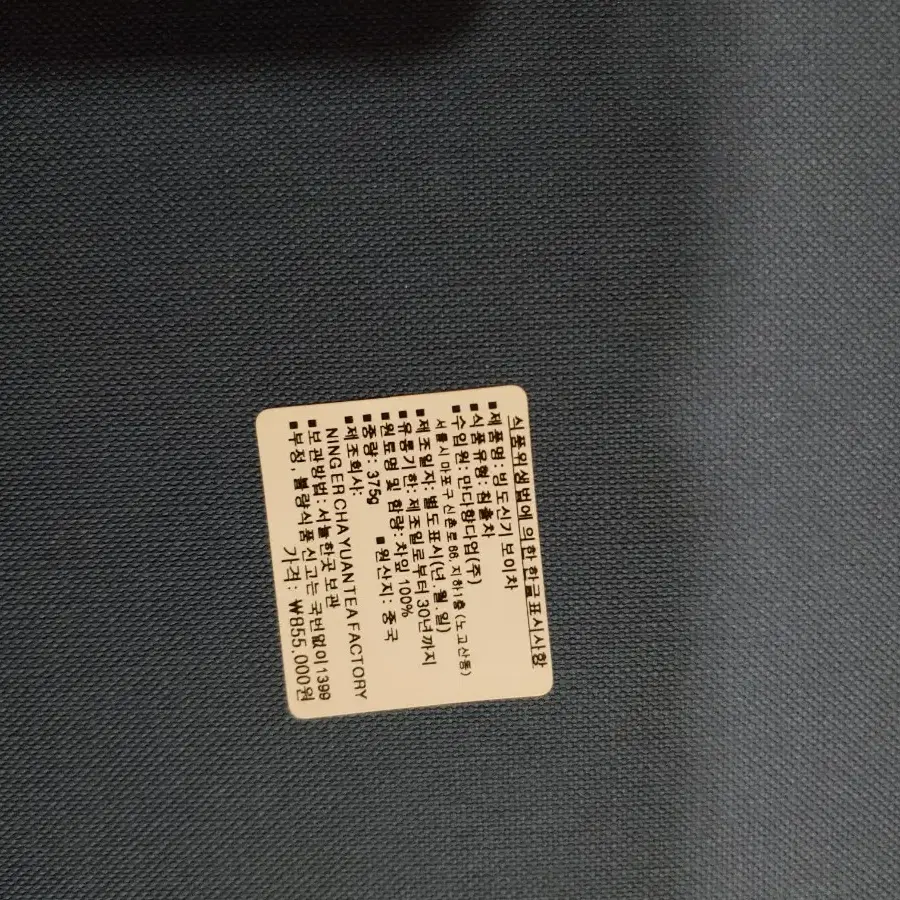 식품위생법에 의한 한글표시사항
■제품명: 빙도신기 보이차
■식품유형: 침출차
■수입원: 만다향다업(주)
서울시 마포구 신촌로66, 지하1층 (노고산동)
■제조일자: 별도표시(년.월.일)
■유통기한: 제조일로부터 30년까지
■원료명 및 함량: 차잎 100%
■중량: 375g ■원산지: 중국
■제조회사:
NING ER CHA YUAN TEA FACTORY
■보관방법: 서늘한곳 보관
■부정, 불량식품 신고는 국번없이1399
가격: ₩855,000원